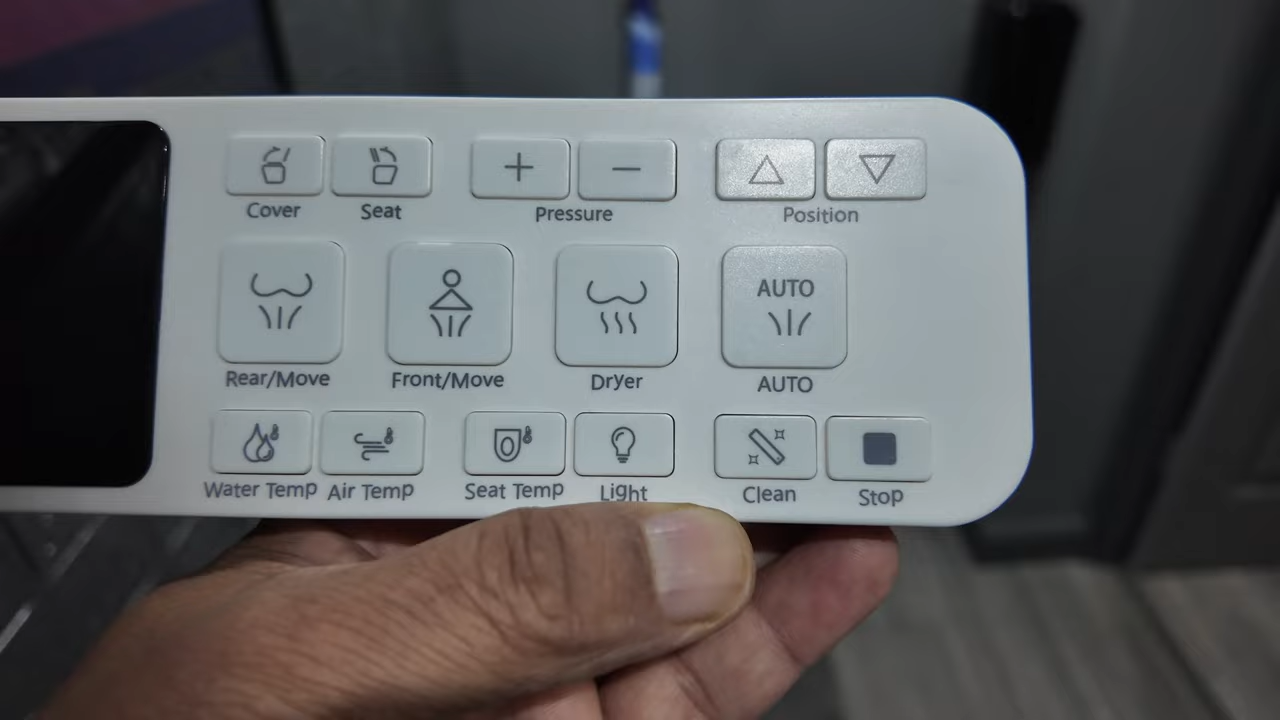 Cover Seat Pressure Position
AUTO
Rear/Move Front/Move Dryer AUTO
Water Temp Air Temp Seat Temp Light Clean Stop